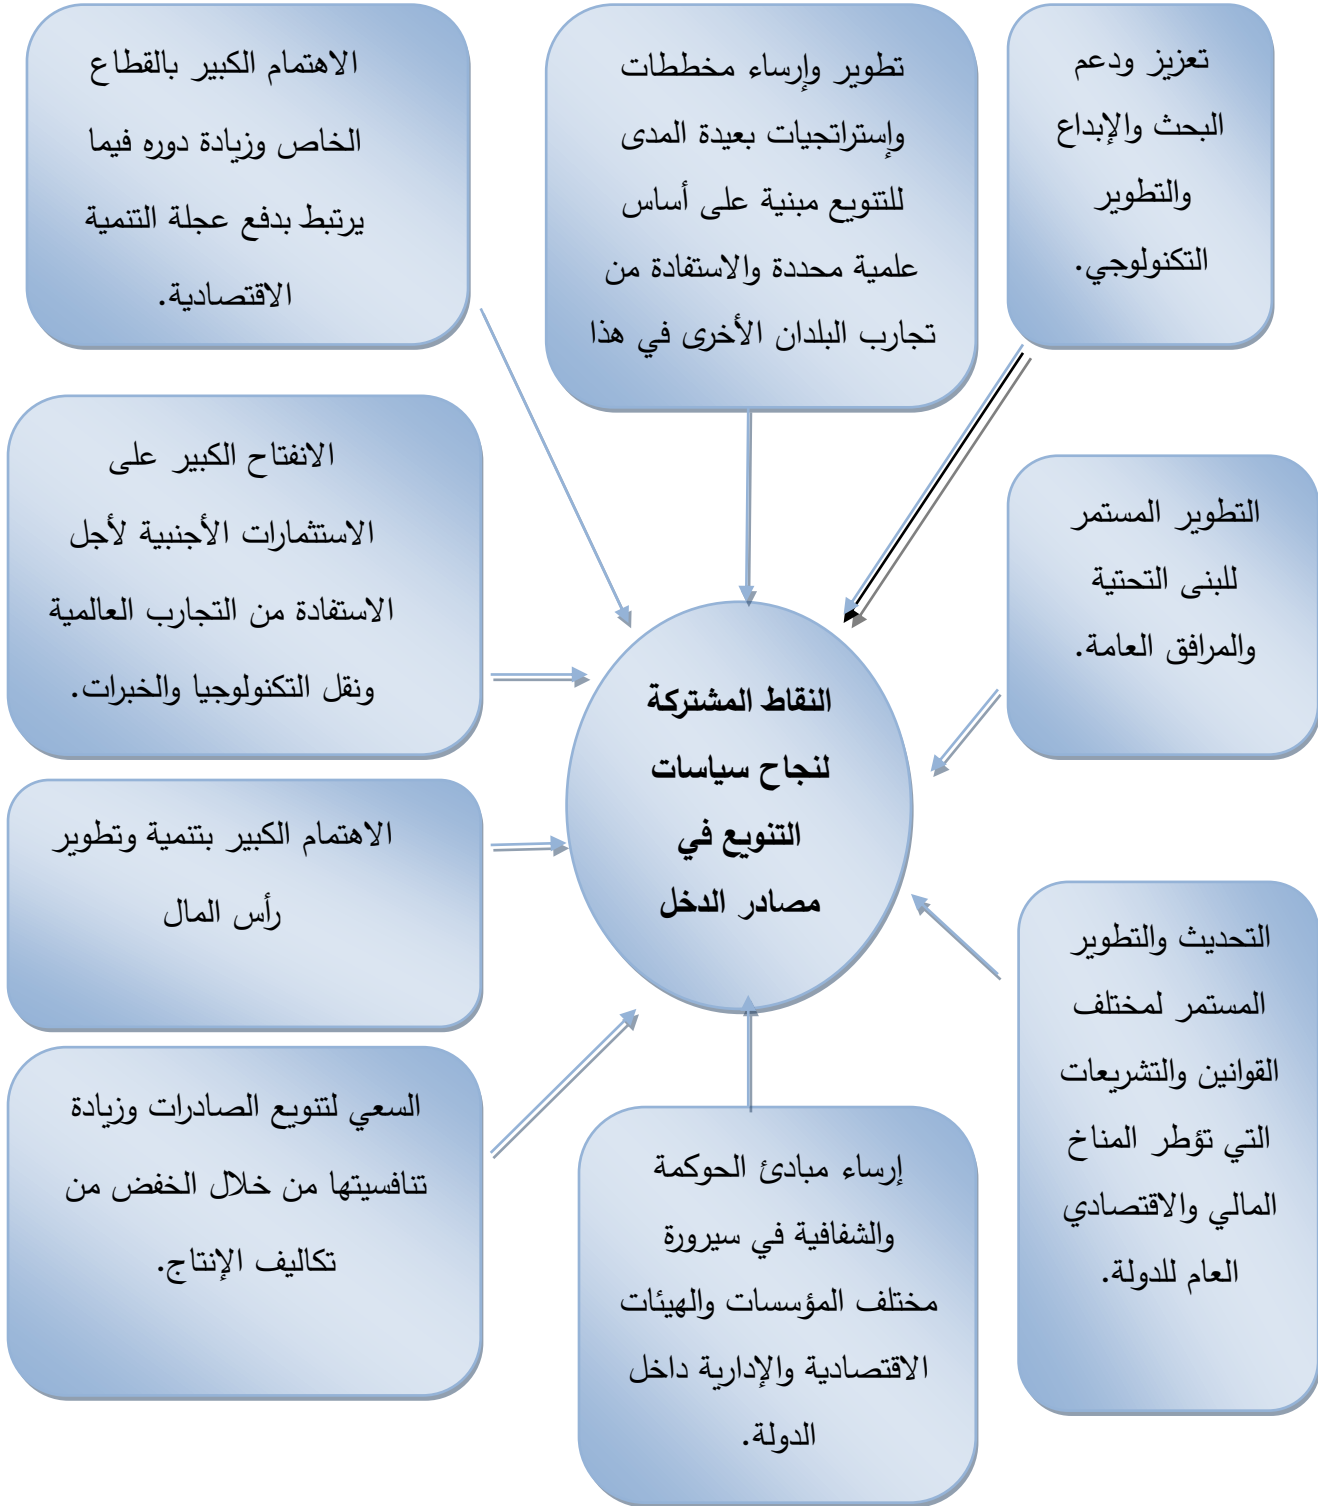 تعزيز ودعم
البحث والإبداع
والتطوير
التكنولوجي.
تطوير وإرساء مخططات
وإستراتجيات بعيدة المدى
للتنويع مبنية على أساس
علمية محددة والاستفادة من
تجارب البلدان الأخرى في هذا
الاهتمام الكبير بالقطاع
الخاص وزيادة دوره فيما
يرتبط بدفع عجلة التنمية
الاقتصادية.
التطوير المستمر
للبنى التحتية
والمرافق العامة.
الانفتاح الكبير على
الاستثمارات الأجنبية لأجل
الاستفادة من التجارب العالمية
ونقل التكنولوجيا والخبرات.
النقاط المشتركة
لنجاح سياسات
التنويع في
مصادر الدخل
الاهتمام الكبير بتنمية وتطوير
رأس المال
التحديث والتطوير
المستمر لمختلف
القوانين والتشريعات
التي تؤطر المناخ
المالي والاقتصادي
العام للدولة.
إرساء مبادئ الحوكمة
والشفافية في سيرورة
مختلف المؤسسات والهيئات
الاقتصادية والإدارية داخل
الدولة.
السعي لتنويع الصادرات وزيادة
تنافسيتها من خلال الخفض من
تكاليف الإنتاج.